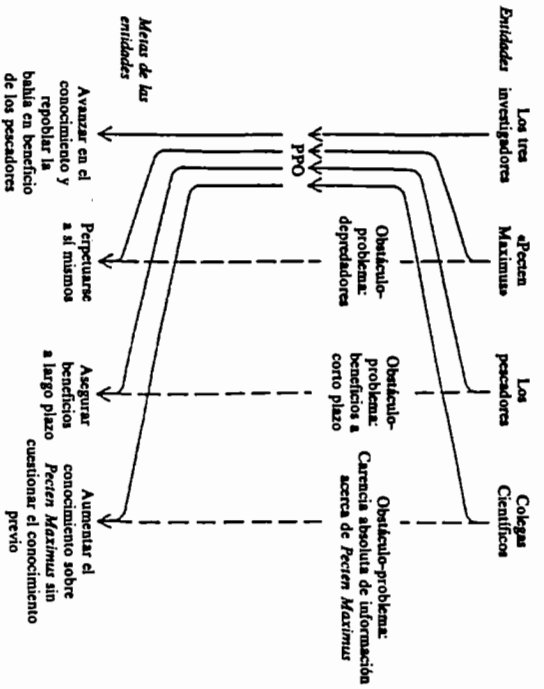 Entidades
Los tres
investigadores
«Pecten
Maximus»
Los
pescadores
Colegas
Científicos
PPO
Obstáculo-
problema:
depredadores
Obstáculo-
problema:
beneficios a
corto plazo
Obstáculo-problema:
Carencia absoluta de información
acerca de Pecten Maximus
Metas de las
entidades
Avanzar en el
conocimiento y
repoblar la
bahía en beneficio
de los pescadores
Perpetuarse
a sí mismos
Asegurar
beneficios
a largo plazo
Aumentar el
conocimiento sobre
Pecten Maximus sin
cuestionar el conocimiento
previo